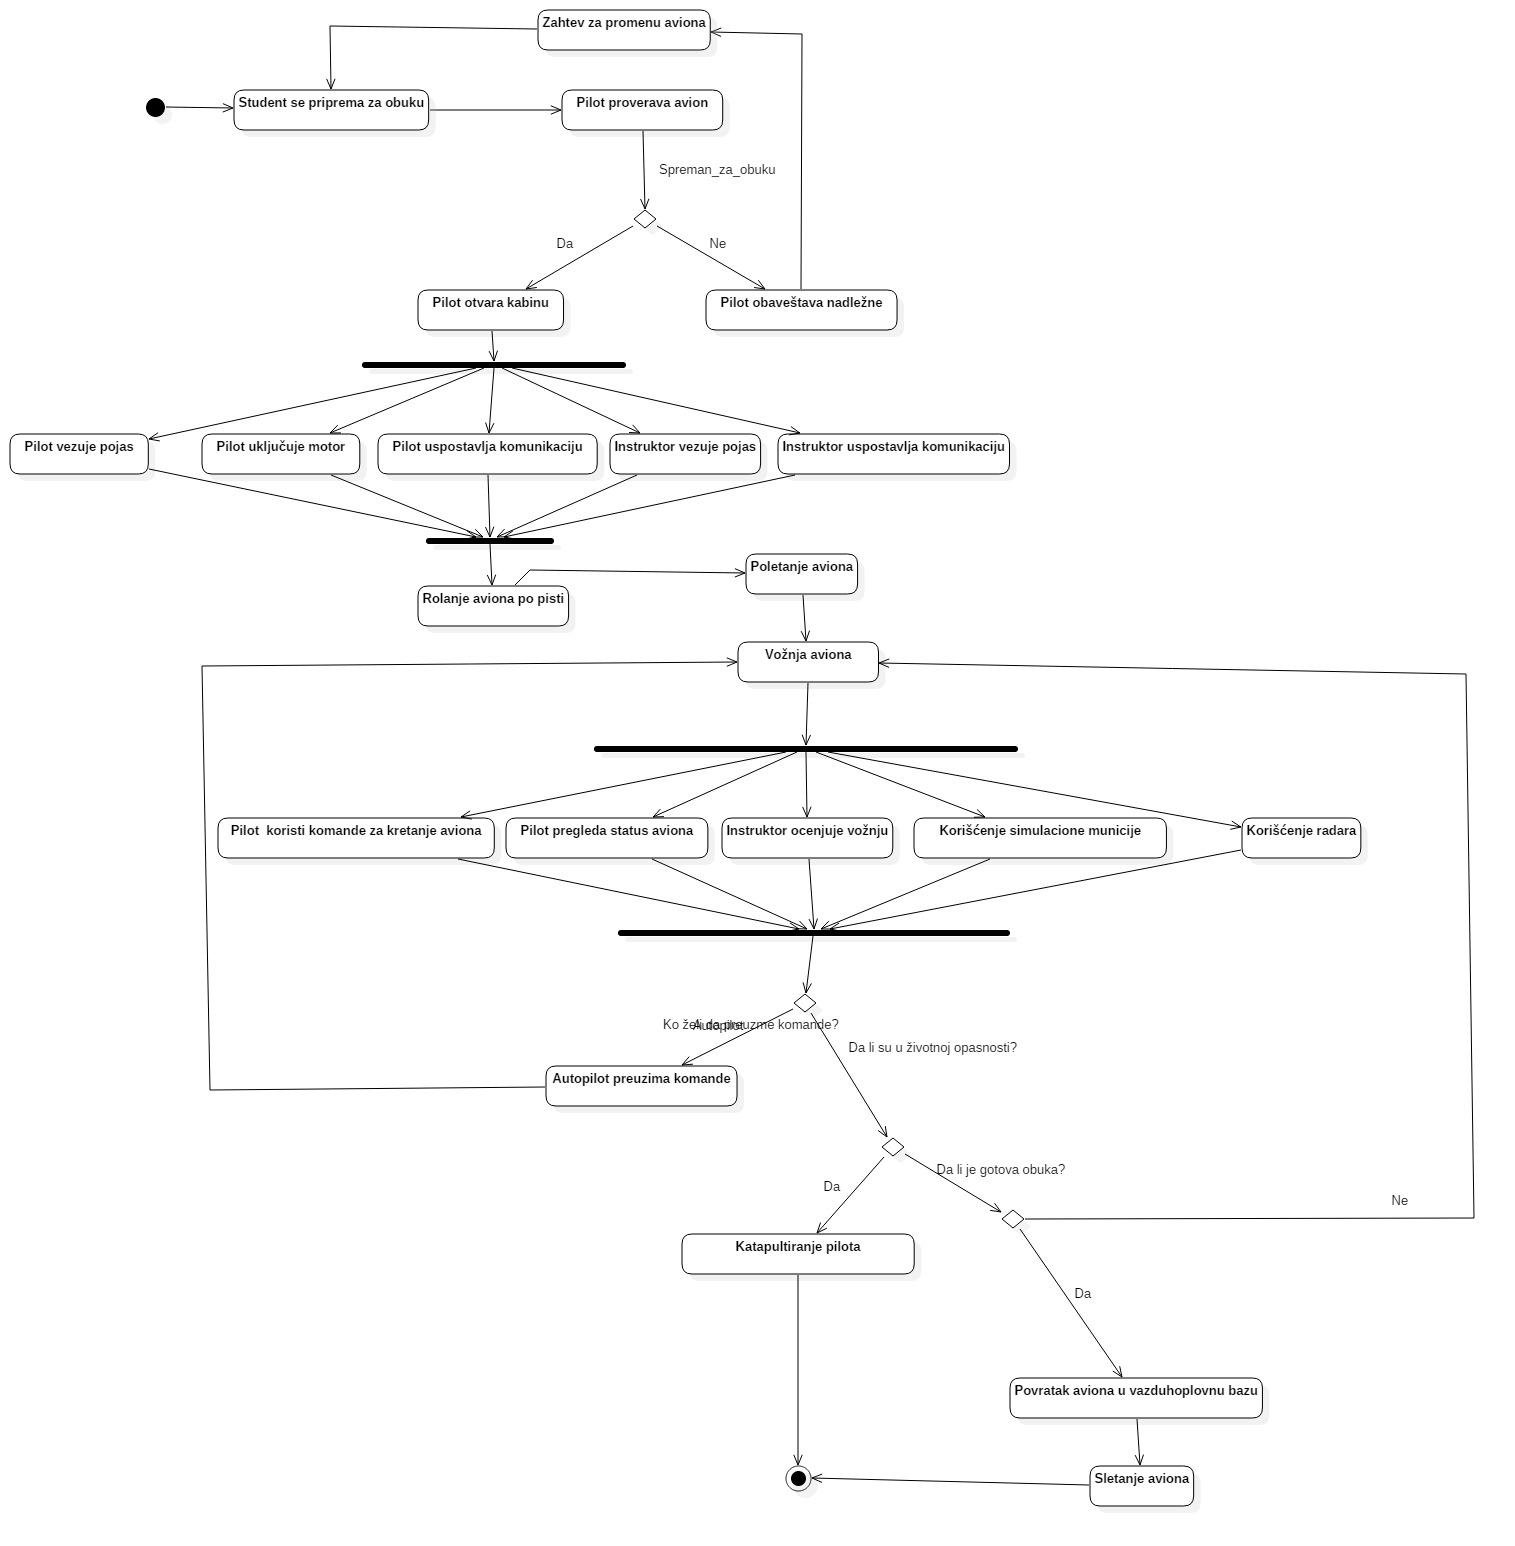 Zahtev za promenu aviona
Student se priprema za obuku
Pilot proverava avion
Spreman_za_obuku
Da
Ne
Pilot otvara kabinu
Pilot obaveštava nadležne
Pilot vezuje pojas
Pilot uključuje motor
Pilot uspostavlja komunikaciju
Instruktor vezuje pojas
Instruktor uspostavlja komunikaciju
Poletanje aviona
Rolanje aviona po pisti
Vožnja aviona
Pilot  koristi komande za kretanje aviona
Pilot pregleda status aviona
Instruktor ocenjuje vožnju
Korišćenje simulacione municije
Korišćenje radara
Ko želi da preuzme komande?
Autopilot
Da li su u životnoj opasnosti?
Autopilot preuzima komande
Da li je gotova obuka?
Da
Ne
Katapultiranje pilota
Da
Povratak aviona u vazduhoplovnu bazu
Sletanje aviona